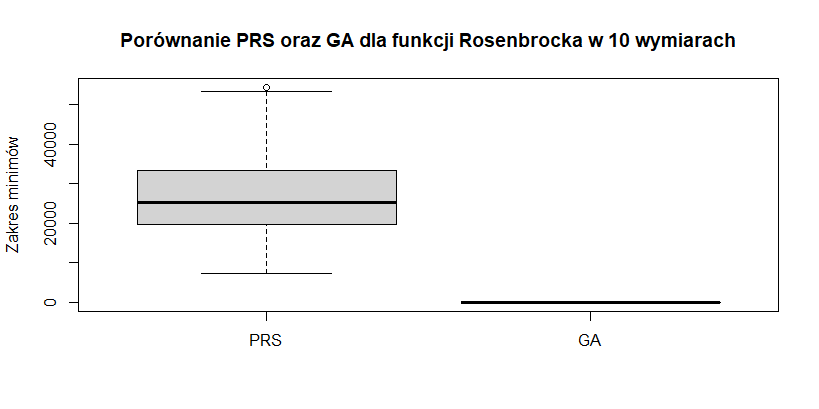 Porównanie PRS oraz GA dla funkcji Rosenbrocka w 10 wymiarach
Zakres minimów
40000
20000
0
PRS
GA